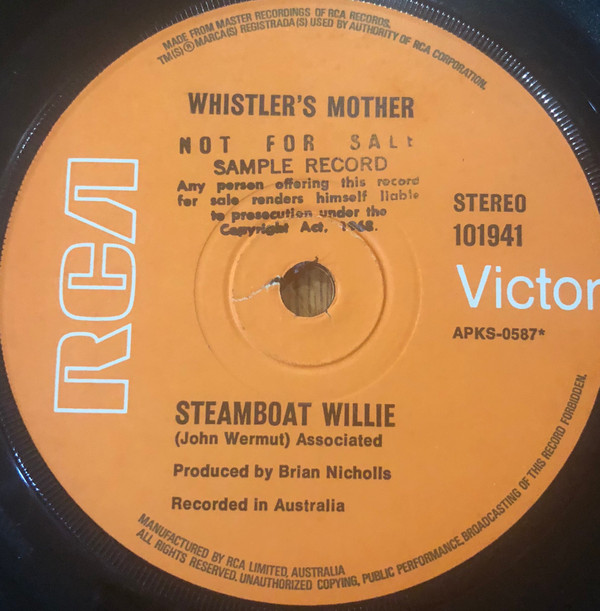 MADE FROM MASTER RECORDINGS OF RCA RECORDS.
TM(S) ® MARCA(S) REGISTRADA(S) USED BY AUTHORITY OF RCA CORPORATION.
WHISTLER'S MOTHER
NOT FOR SALE
SAMPLE RECORD
Any person offering this record
for sale renders himself liable
to prosecution under the
Copyright Act, 1968.
RCA
STEREO
101941
Victor
APKS-0587*
STEAMBOAT WILLIE
(John Wermut) Associated
Produced by Brian Nicholls
Recorded in Australia
MANUFACTURED BY RCA LIMITED, AUSTRALIA
ALL RIGHTS RESERVED. UNAUTHORIZED COPYING, PUBLIC PERFORMANCE, BROADCASTING OF THIS RECORD FORBIDDEN.